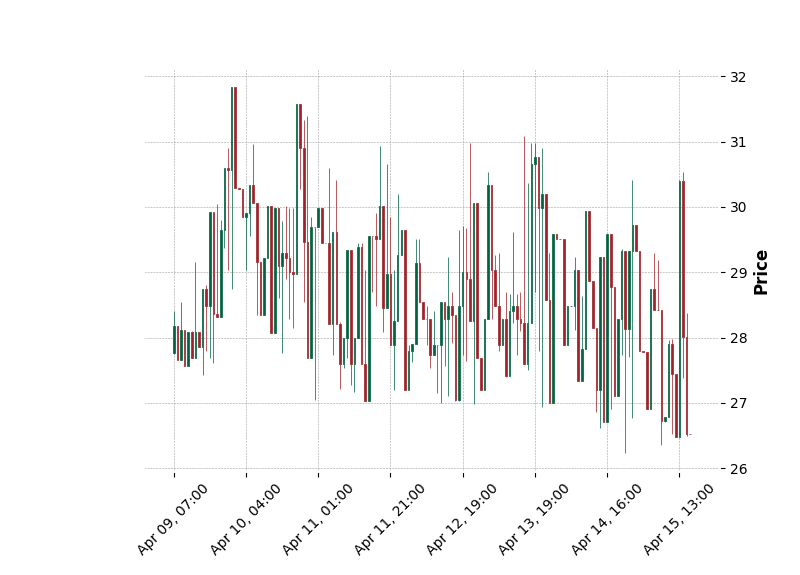 32
31
30
29
28
27
26
Price
Apr 09, 07:00
Apr 10, 04:00
Apr 11, 01:00
Apr 11, 21:00
Apr 12, 19:00
Apr 13, 19:00
Apr 14, 16:00
Apr 15, 13:00